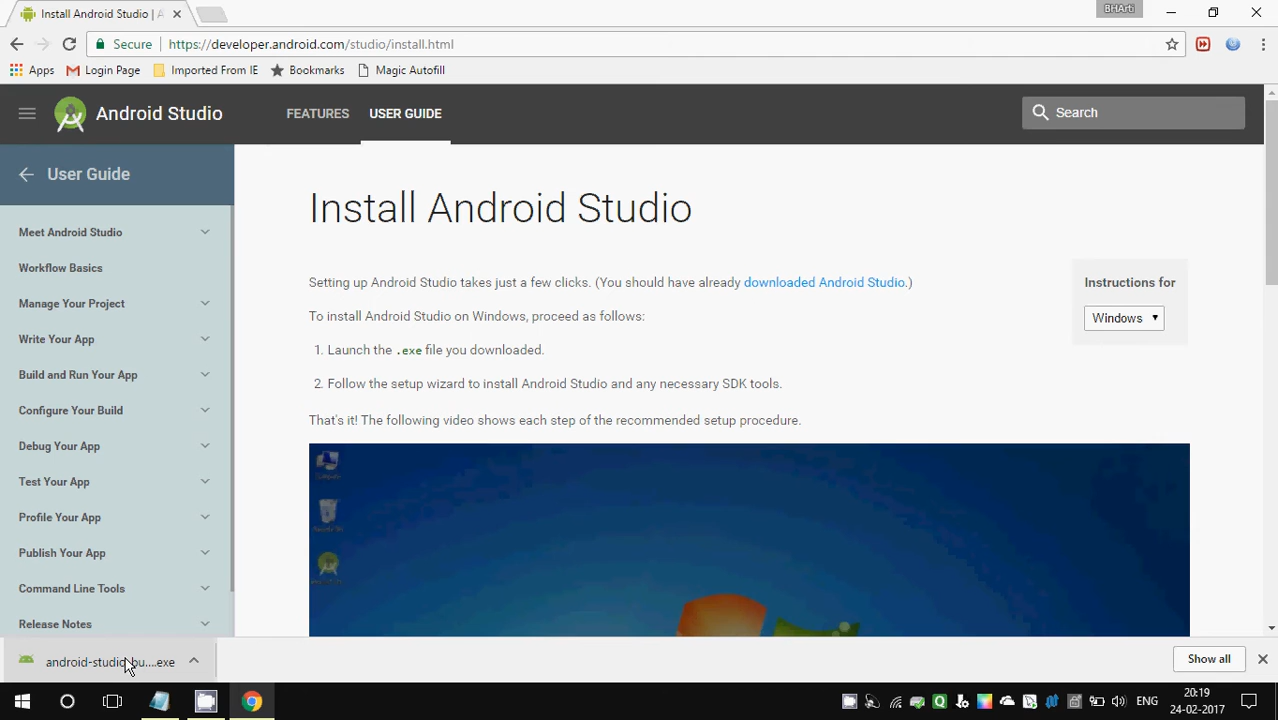 Install Android Studio | A
BHArti
Secure
https://developer.android.com/studio/install.html
Apps
Login Page
Imported From IE
Bookmarks
Magic Autofill
Android Studio
FEATURES
USER GUIDE
Search
User Guide
Meet Android Studio
Workflow Basics
Manage Your Project
Write Your App
Build and Run Your App
Configure Your Build
Debug Your App
Test Your App
Profile Your App
Publish Your App
Command Line Tools
Release Notes
Install Android Studio
Setting up Android Studio takes just a few clicks. (You should have already downloaded Android Studio.)
To install Android Studio on Windows, proceed as follows:
1. Launch the .exe file you downloaded.
2. Follow the setup wizard to install Android Studio and any necessary SDK tools.
That's it! The following video shows each step of the recommended setup procedure.
Instructions for
Windows
android-studio-bu....exe
Show all
ENG
20:19
24-02-2017